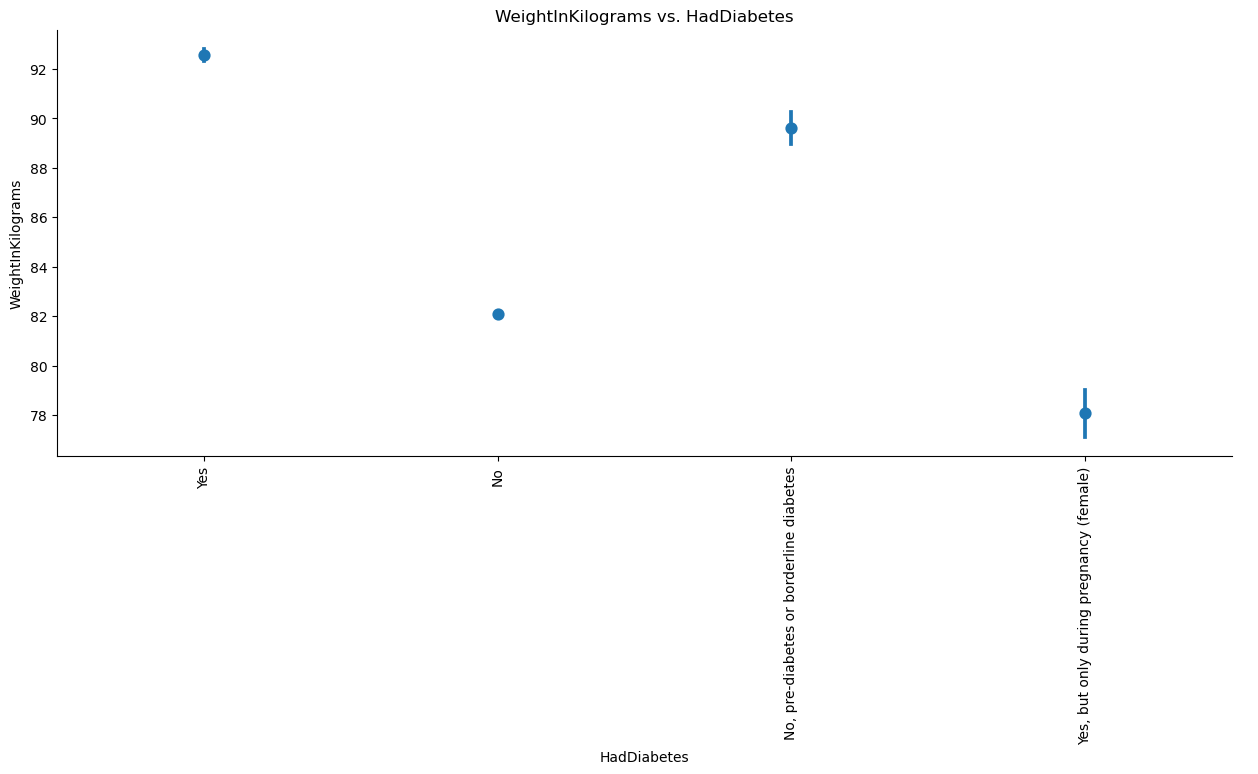 WeightInKilograms vs. HadDiabetes
WeightInKilograms
92
90
88
86
84
82
80
78
Yes
No
No, pre-diabetes or borderline diabetes
Yes, but only during pregnancy (female)
HadDiabetes